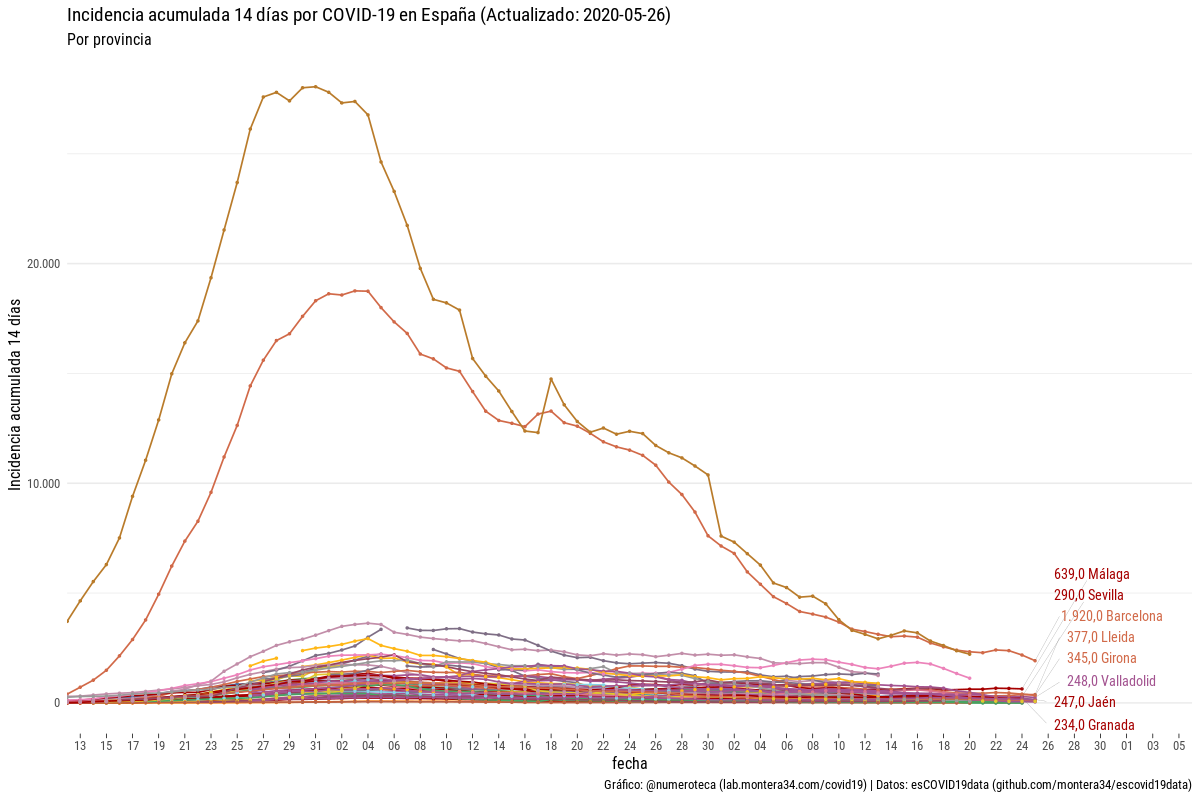 Incidencia acumulada 14 días por COVID-19 en España (Actualizado: 2020-05-26)
Por provincia
Incidencia acumulada 14 días
20.000
10.000
0
639,0 Málaga
290,0 Sevilla
1.920,0 Barcelona
377,0 Lleida
345,0 Girona
248,0 Valladolid
247,0 Jaén
234,0 Granada
13 15 17 19 21 23 25 27 29 31 02 04 06 08 10 12 14 16 18 20 22 24 26 28 30 02 04 06 08 10 12 14 16 18 20 22 24 26 28 30 01 03 05
fecha
Gráfico: @numeroteca (lab.montera34.com/covid19) | Datos: esCOVID19data (github.com/montera34/escovid19data)